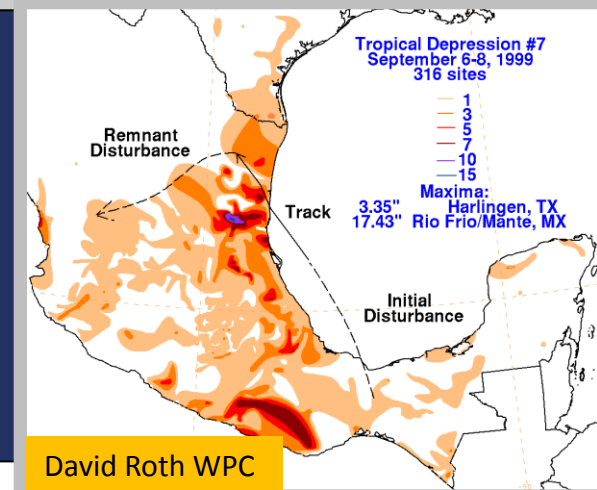 Tropical Depression #7
September 6-8, 1999
316 sites
1
3
5
7
10
15
Maxima:
3.35" Harlingen, TX
17.43" Rio Frio/Mante, MX
Remnant
Disturbance
Track
Initial
Disturbance
David Roth WPC